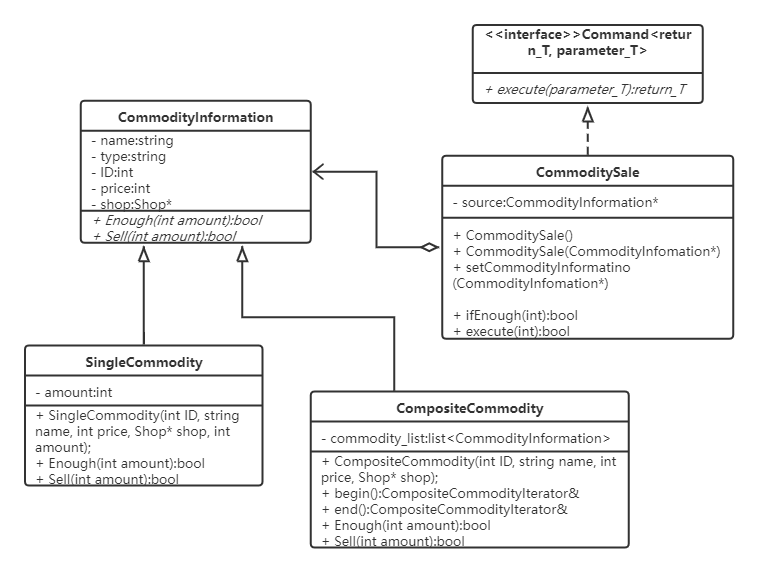 <<interface>>Command<retur
n_T, parameter_T>
+ execute(parameter_T):return_T
CommodityInformation
- name:string
- type:string
- ID:int
- price:int
- shop:Shop*
+ Enough(int amount):bool
+ Sell(int amount):bool
CommoditySale
- source:CommodityInformation*
+ CommoditySale()
+ CommoditySale(CommodityInfomation*)
+ setCommodityInformatino
(CommodityInfomation*)
+ ifEnough(int):bool
+ execute(int):bool
SingleCommodity
- amount:int
+ SingleCommodity(int ID, string
name, int price, Shop* shop, int
amount);
+ Enough(int amount):bool
+ Sell(int amount):bool
CompositeCommodity
- commodity_list:list<CommodityInformation>
+ CompositeCommodity(int ID, string name, int
price, Shop* shop);
+ begin():CompositeCommodityIterator&
+ end():CompositeCommodityIterator&
+ Enough(int amount):bool
+ Sell(int amount):bool